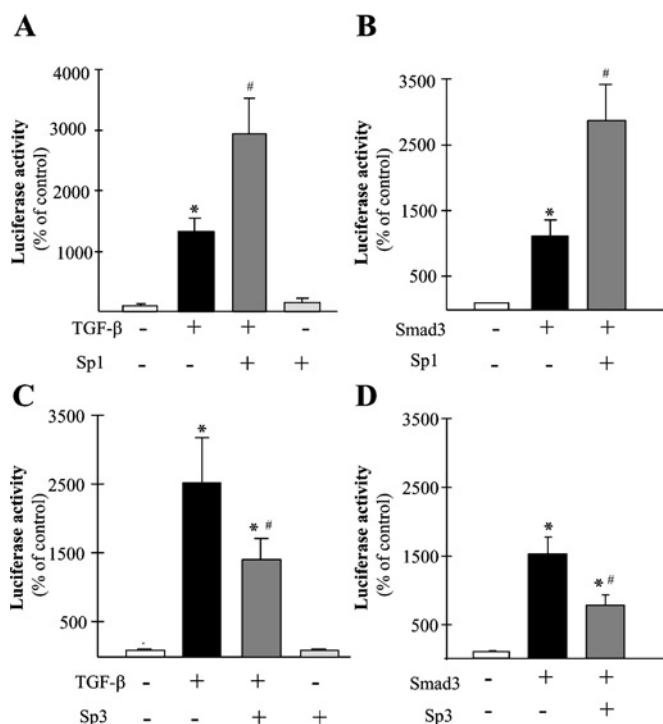 A
Luciferase activity
(% of control)
4000
3000
2000
1000
*
#
TGF-β - + + -
Sp1 - - + +
B
Luciferase activity
(% of control)
3500
2500
1500
500
*
#
Smad3 - + +
Sp1 - - +
C
Luciferase activity
(% of control)
3500
2500
1500
500
*
* #
TGF-β - + + -
Sp3 - - + +
D
Luciferase activity
(% of control)
3500
2500
1500
500
*
* #
Smad3 - + +
Sp3 - - +